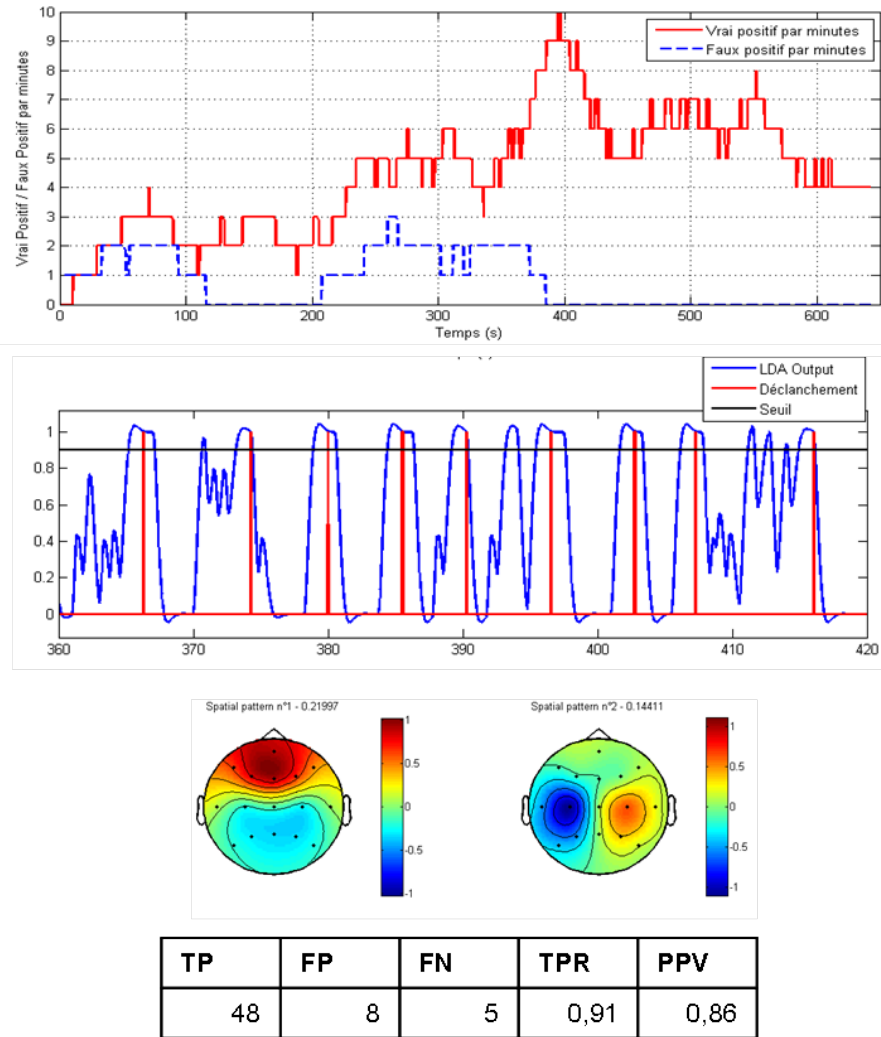 Vrai Positif / Faux Positif par minutes
10
9
8
7
6
5
4
3
2
1
0
Vrai positif par minutes
Faux positif par minutes
0 100 200 300 400 500 600
Temps (s)
LDA Output
Déclanchement
Seuil
1
0.8
0.6
0.4
0.2
0
360 370 380 390 400 410 420
Spatial pattern n°1 - 0.21997
1
0.5
0
-0.5
-1
Spatial pattern n°2 - 0.14411
1
0.5
0
-0.5
-1
TP FP FN TPR PPV
48 8 5 0,91 0,86